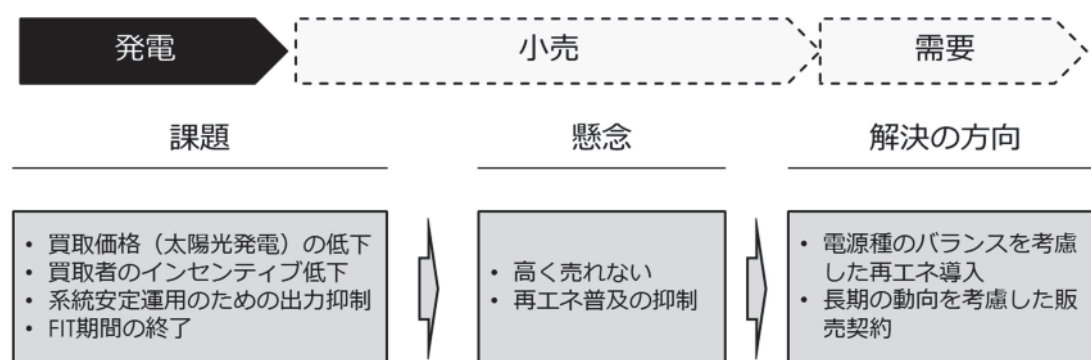 発電
小売
需要
課題
懸念
解決の方向
• 買取価格（太陽光発電）の低下
• 買取者のインセンティブ低下
• 系統安定運用のための出力抑制
• FIT期間の終了
• 高く売れない
• 再エネ普及の抑制
• 電源種のバランスを考慮
した再エネ導入
• 長期の動向を考慮した販
売契約